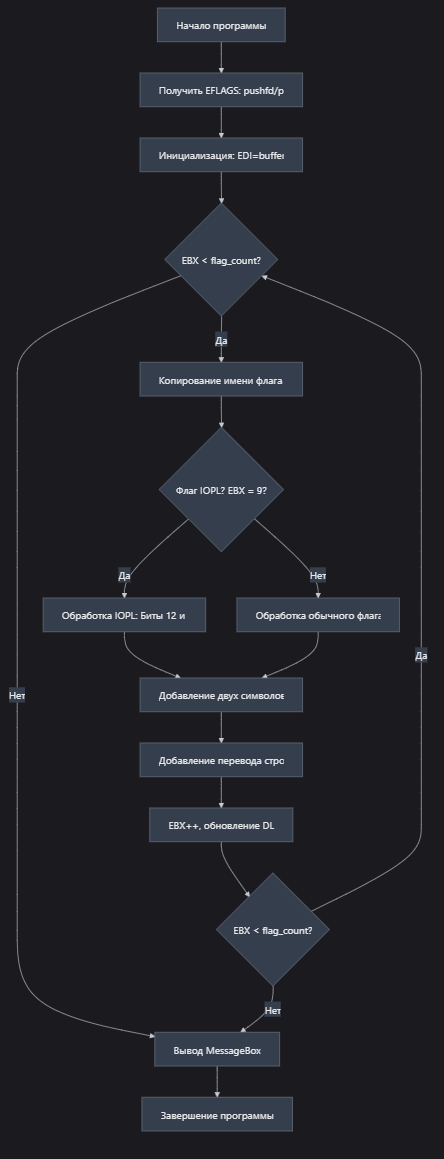 Начало программы
Получить EFLAGS: pushfd/p
Инициализация: EDI=buffer
EBX < flag_count?
Да
Копирование имени флага
Флаг IOPL? EBX = 9?
Да
Нет
Обработка IOPL: Биты 12 и
Обработка обычного флага
Да
Добавление двух символов
Нет
Добавление перевода стро
EBX++, обновление DL
EBX < flag_count?
Нет
Вывод MessageBox
Завершение программы